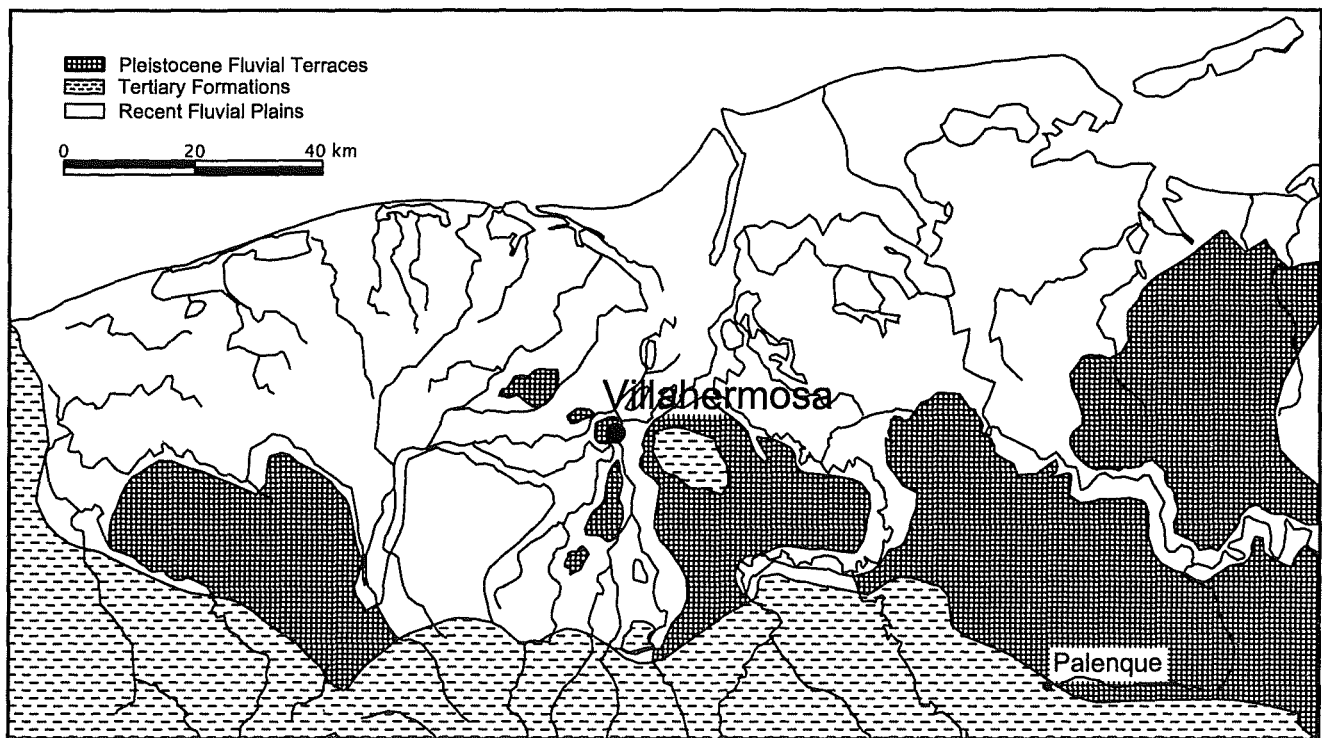 Pleistocene Fluvial Terraces
Tertiary Formations
Recent Fluvial Plains
0 20 40 km
Villahermosa
Palenque